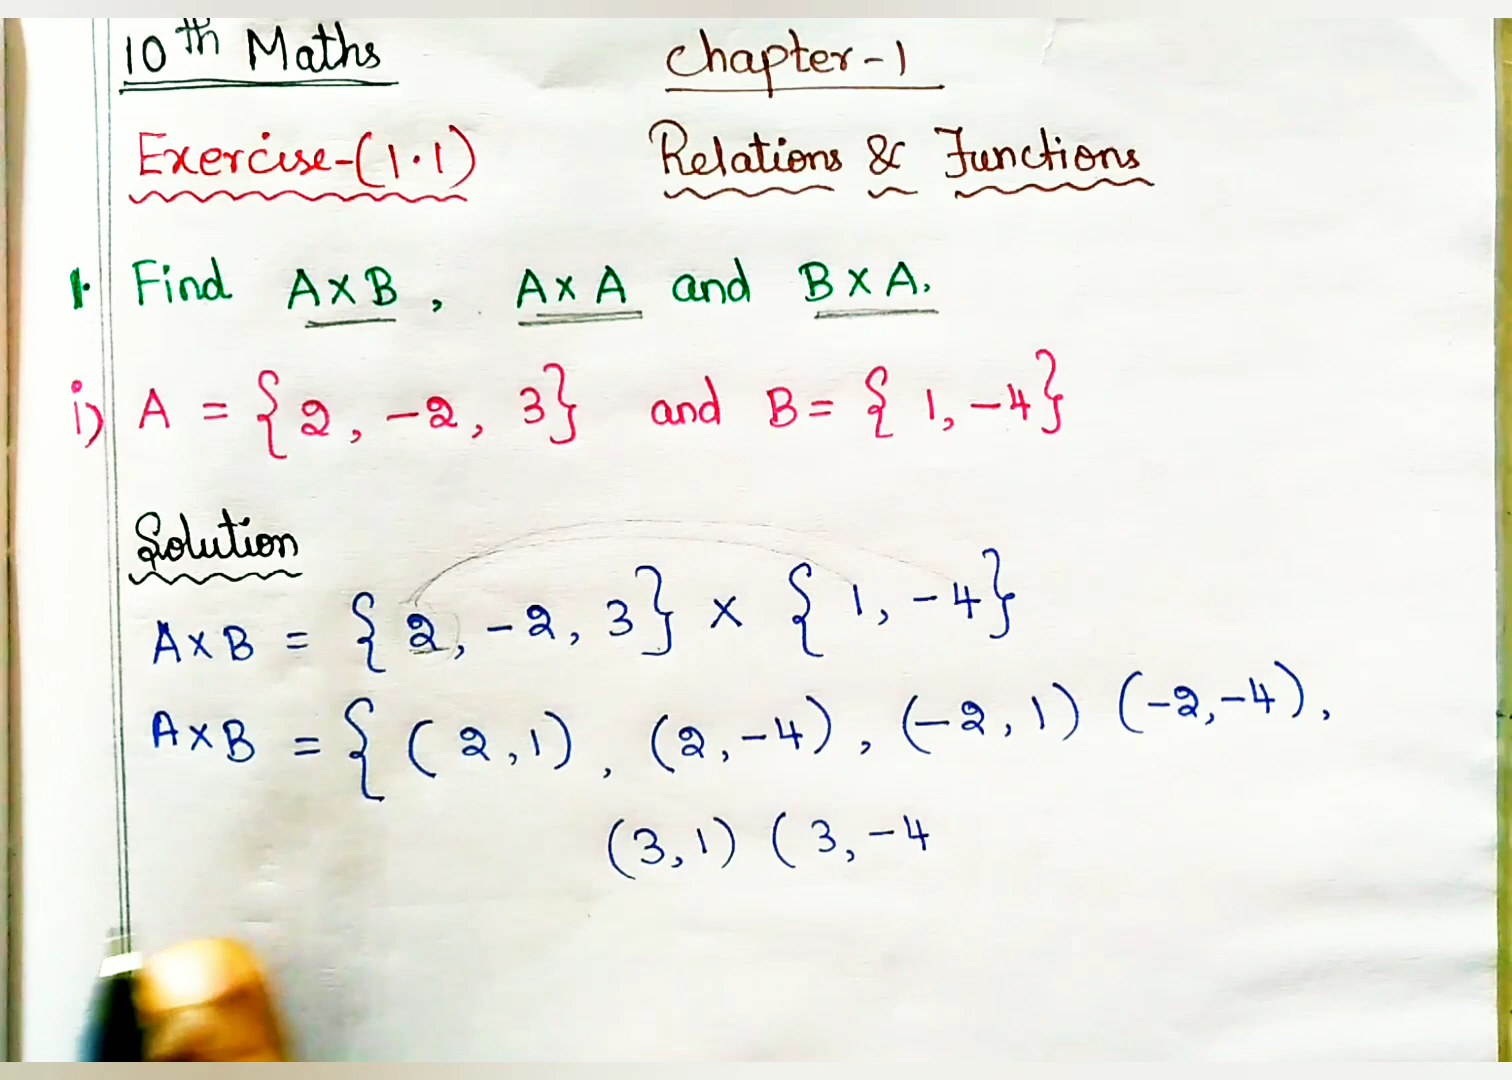 10th Maths Chapter-1
Exercise-(1.1) Relations & Functions
1. Find A×B, A×A and B×A.
i) A = {2, -2, 3} and B = {1, -4}
Solution
A×B = {2, -2, 3} × {1, -4}
A×B = {(2,1), (2,-4), (-2,1) (-2,-4),
(3,1) (3,-4